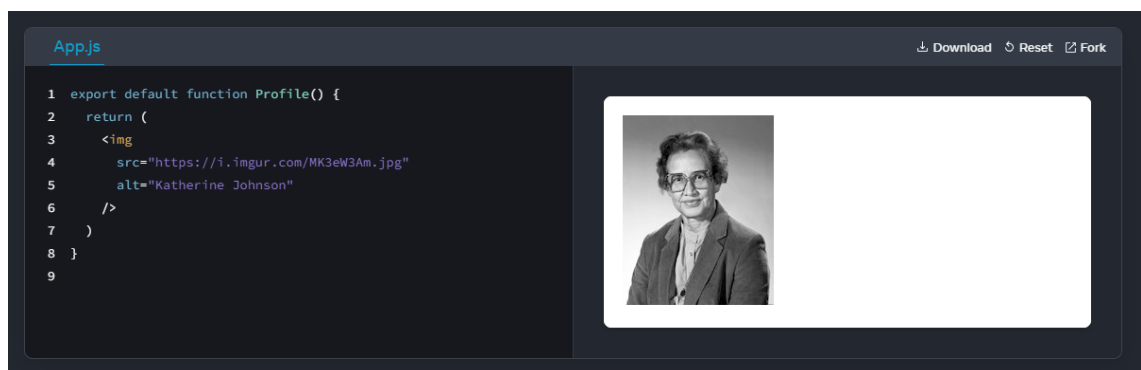 App.js
Download Reset Fork
1 export default function Profile() {
2   return (
3     <img
4       src="https://i.imgur.com/MK3eW3Am.jpg"
5       alt="Katherine Johnson"
6     />
7   )
8 }
9